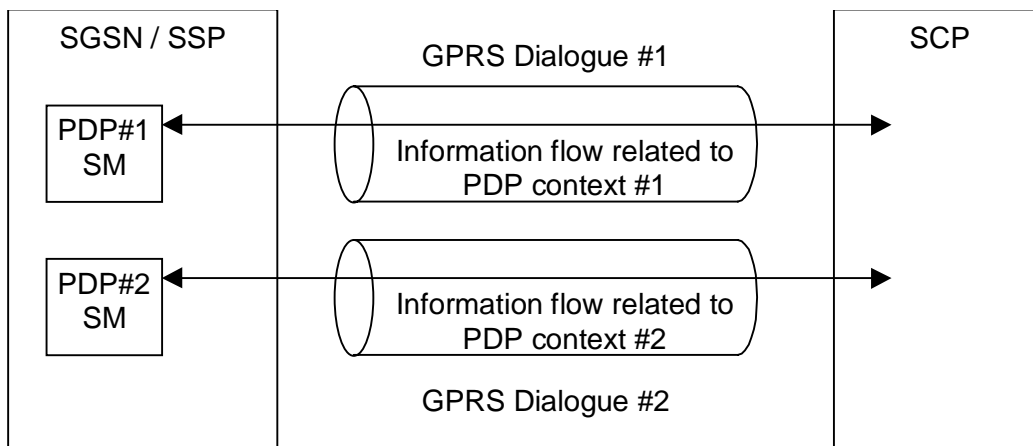 SGSN / SSP
SCP
GPRS Dialogue #1
PDP#1
SM
Information flow related to
PDP context #1
PDP#2
SM
Information flow related to
PDP context #2
GPRS Dialogue #2